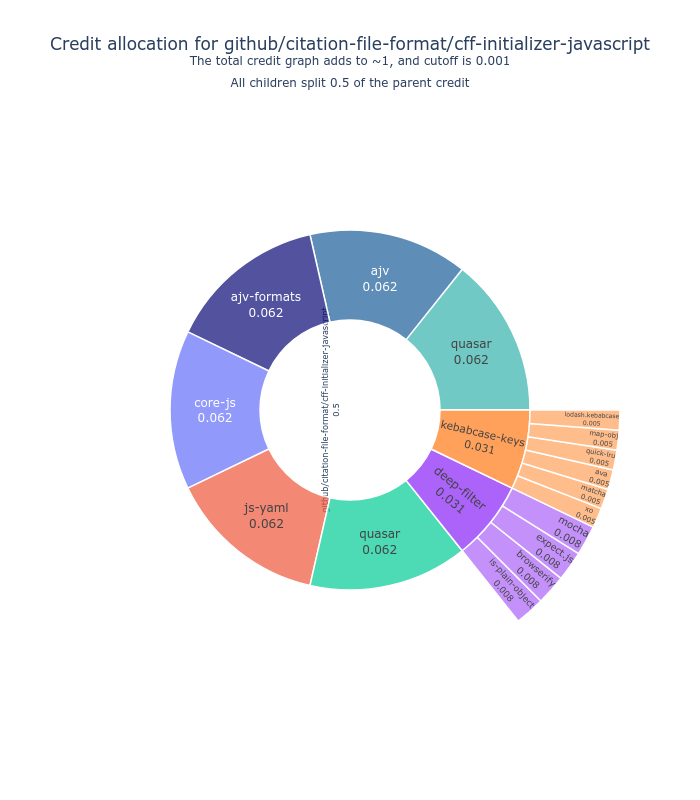 Credit allocation for github/citation-file-format/cff-initializer-javascript
The total credit graph adds to ~1, and cutoff is 0.001
All children split 0.5 of the parent credit
ajv
0.062
ajv-formats
0.062
quasar
0.062
core-js
0.062
github/citation-file-format/cff-initializer-javascript
0.5
kebabcase-keys
0.031
lodash.kebabcase
0.005
map-obj
0.005
quick-lru
0.005
ava
0.005
matcha
0.005
xo
0.005
deep-filter
0.031
mocha
0.008
expect.js
0.008
browserify
0.008
is-plain-object
0.008
js-yaml
0.062
quasar
0.062